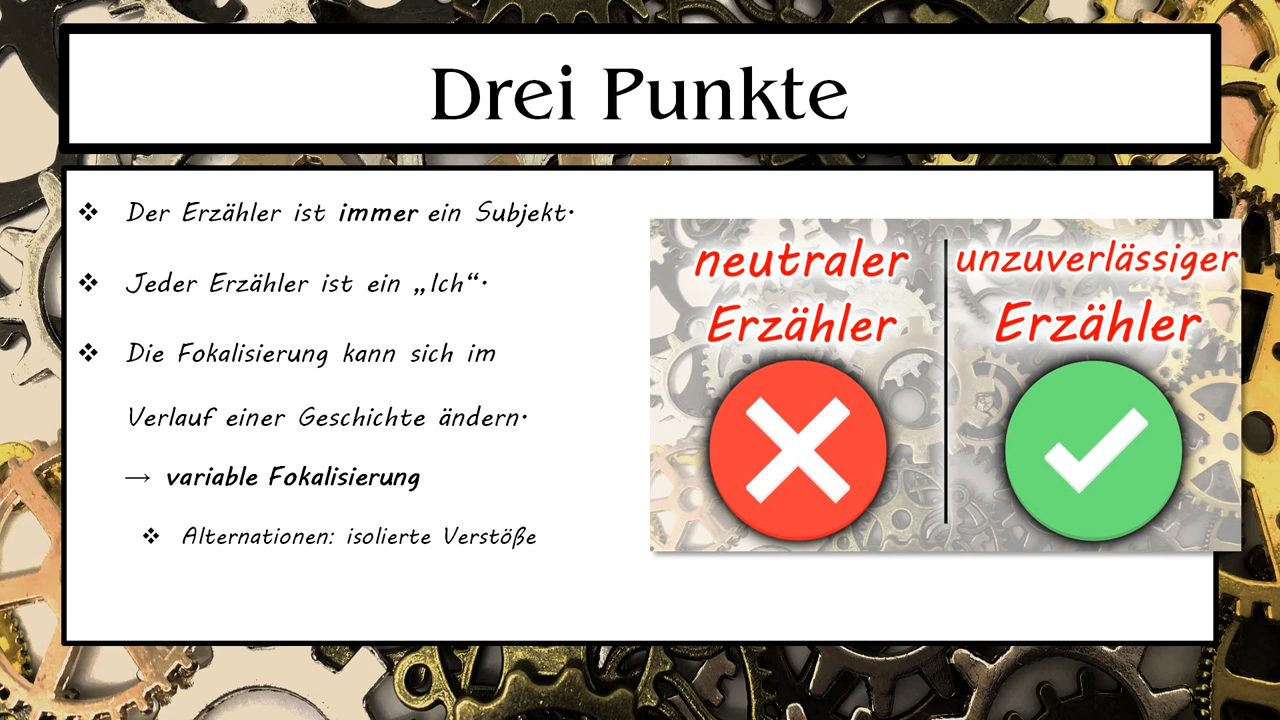 Drei Punkte
❖ Der Erzähler ist immer ein Subjekt.
❖ Jeder Erzähler ist ein „Ich“.
❖ Die Fokalisierung kann sich im
Verlauf einer Geschichte ändern.
→ variable Fokalisierung
❖ Alternationen: isolierte Verstöße
neutraler
Erzähler
unzuverlässiger
Erzähler